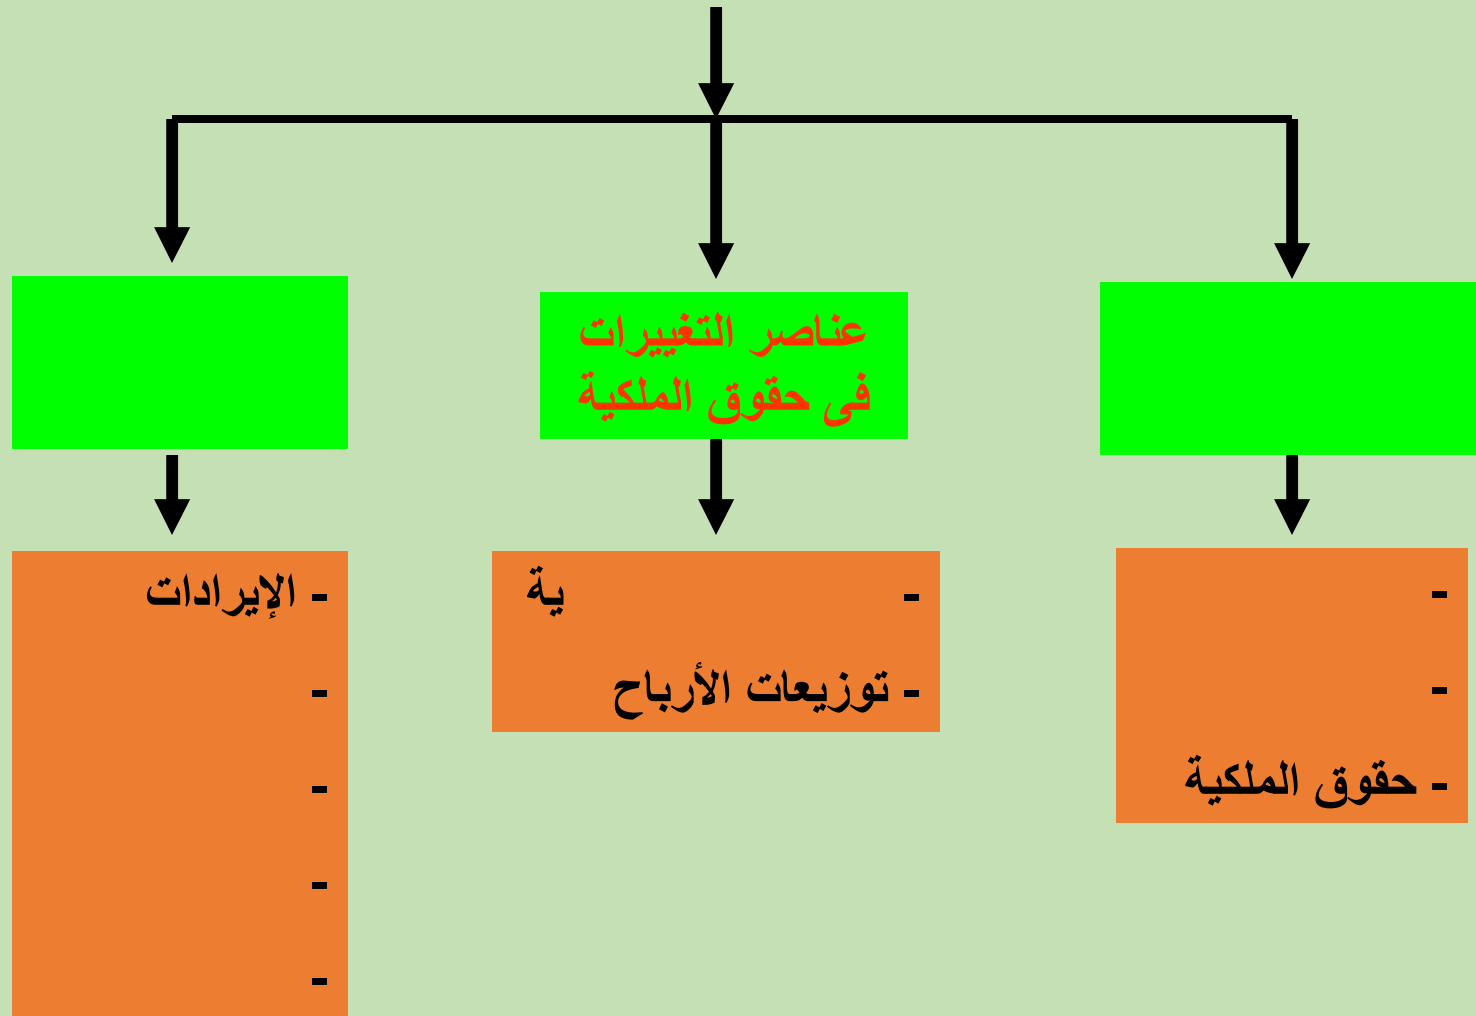 عناصر التغييرات
فى حقوق الملكية
-
-
- حقوق الملكية
- ية
- توزيعات الأرباح
- الإيرادات
-
-
-
-